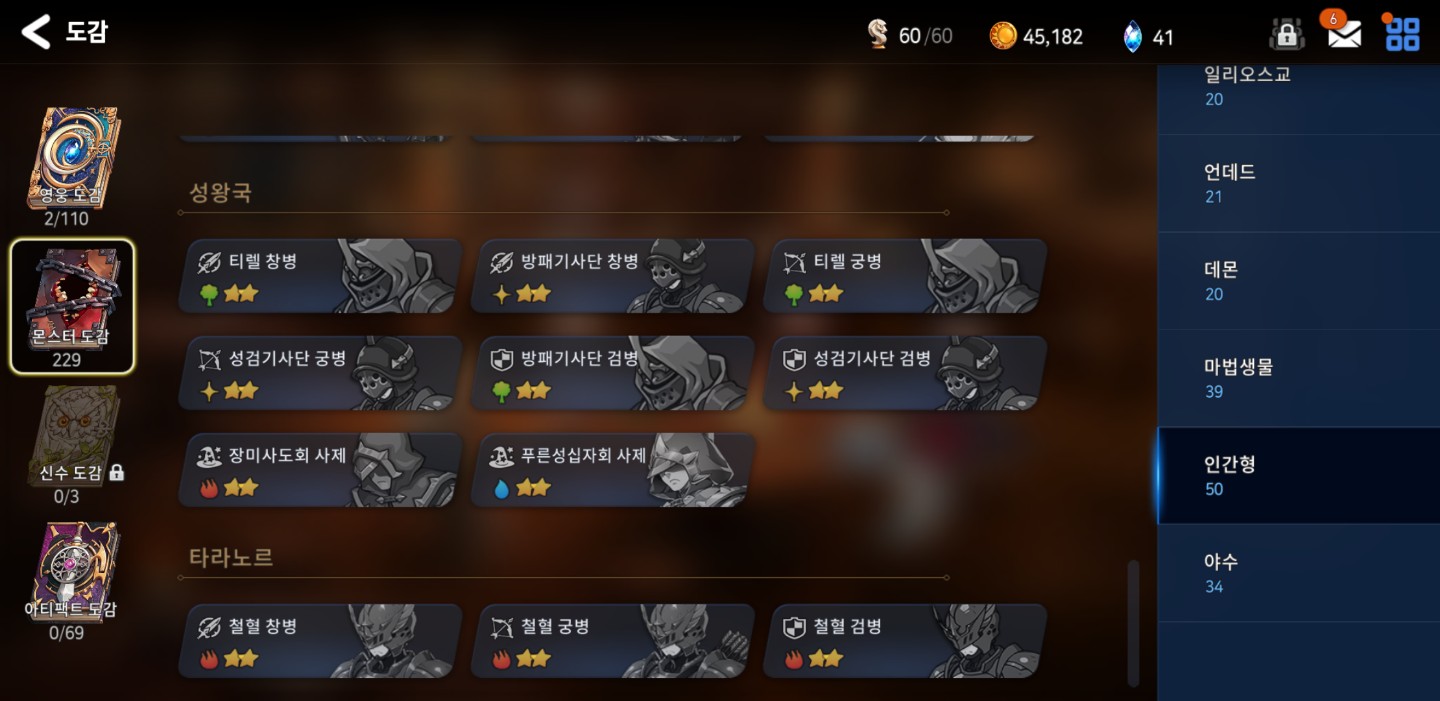 도감
60/60
45,182
41
6
영웅 도감
2/110
몬스터 도감
229
신수 도감
0/3
아티팩트 도감
0/69
성왕국
티렐 창병
방패기사단 창병
티렐 궁병
성검기사단 궁병
방패기사단 검병
성검기사단 검병
장미사도회 사제
푸른성십자회 사제
타라노르
철혈 창병
철혈 궁병
철혈 검병
일리오스교
20
언데드
21
데몬
20
마법생물
39
인간형
50
야수
34